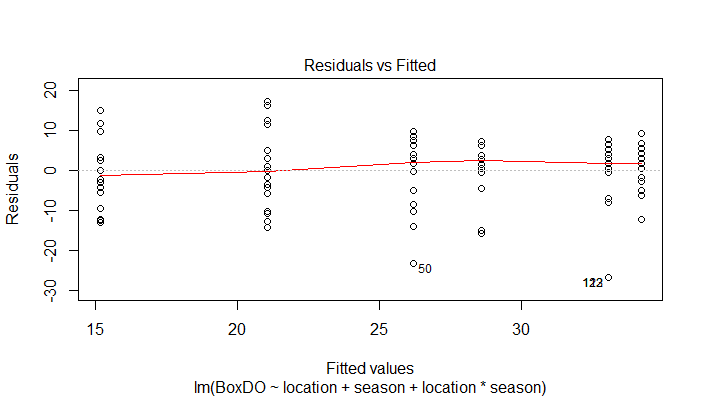 Residuals vs Fitted
20
10
0
-10
-20
-30
Residuals
50
15
20
25
30
Fitted values
lm(BoxDO ~ location + season + location * season)